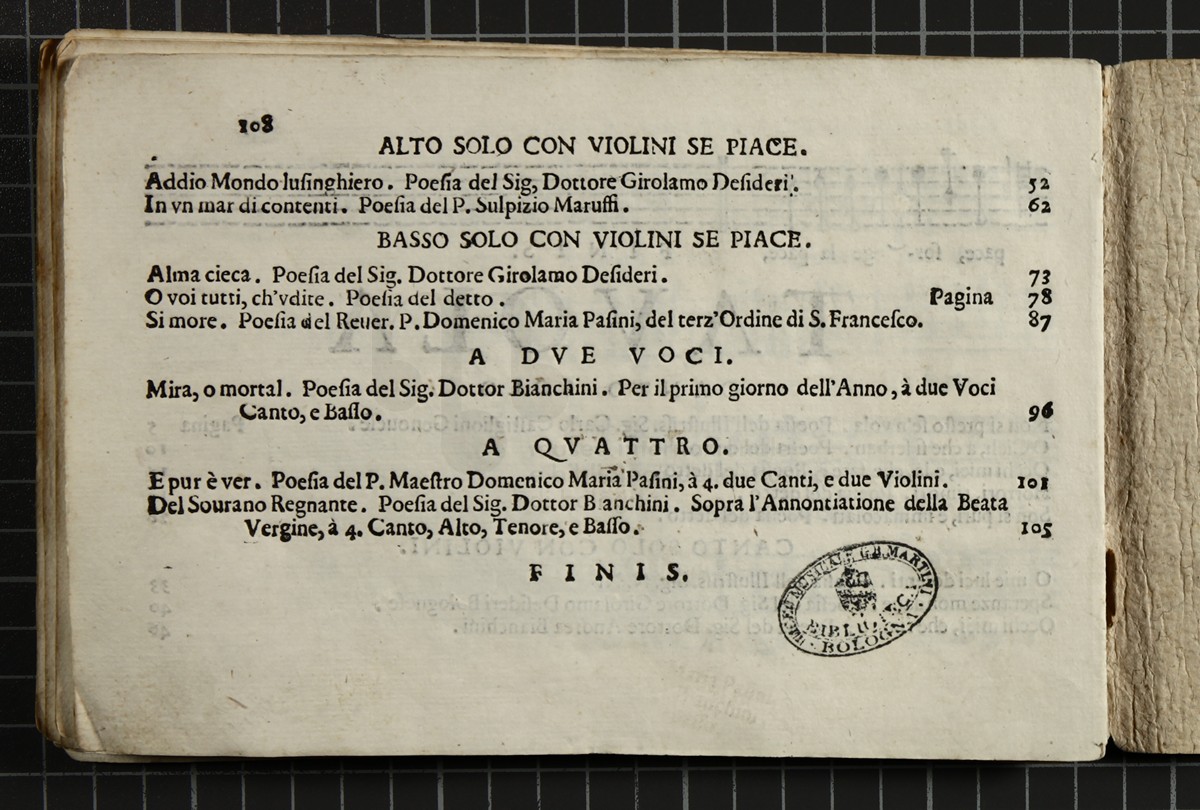 108
ALTO SOLO CON VIOLINI SE PIACE.
Addio Mondo luſinghiero. Poeſia del Sig, Dottore Girolamo Deſideri. 52
In vn mar di contenti. Poeſia del P. Sulpizio Maruffi. 62
BASSO SOLO CON VIOLINI SE PIACE.
Alma cieca. Poeſia del Sig. Dottore Girolamo Deſideri. 73
O voi tutti, ch'vdite. Poeſia del detto. Pagina 78
Si more. Poeſia del Reuer. P. Domenico Maria Paſini, del terz'Ordine di S. Franceſco. 87
A DVE VOCI.
Mira, o mortal. Poeſia del Sig. Dottor Bianchini. Per il primo giorno dell'Anno, à due Voci
Canto, e Baſſo. 96
A QVATTRO.
E pur è ver. Poeſia del P. Maeſtro Domenico Maria Paſini, à 4. due Canti, e due Violini. 101
Del Sourano Regnante. Poeſia del Sig. Dottor B anchini. Sopra l'Annontiatione della Beata
Vergine, à 4. Canto, Alto, Tenore, e Baſſo. 105
FINIS.
MUSICALE G.B. MARTINI
BOLOGNA